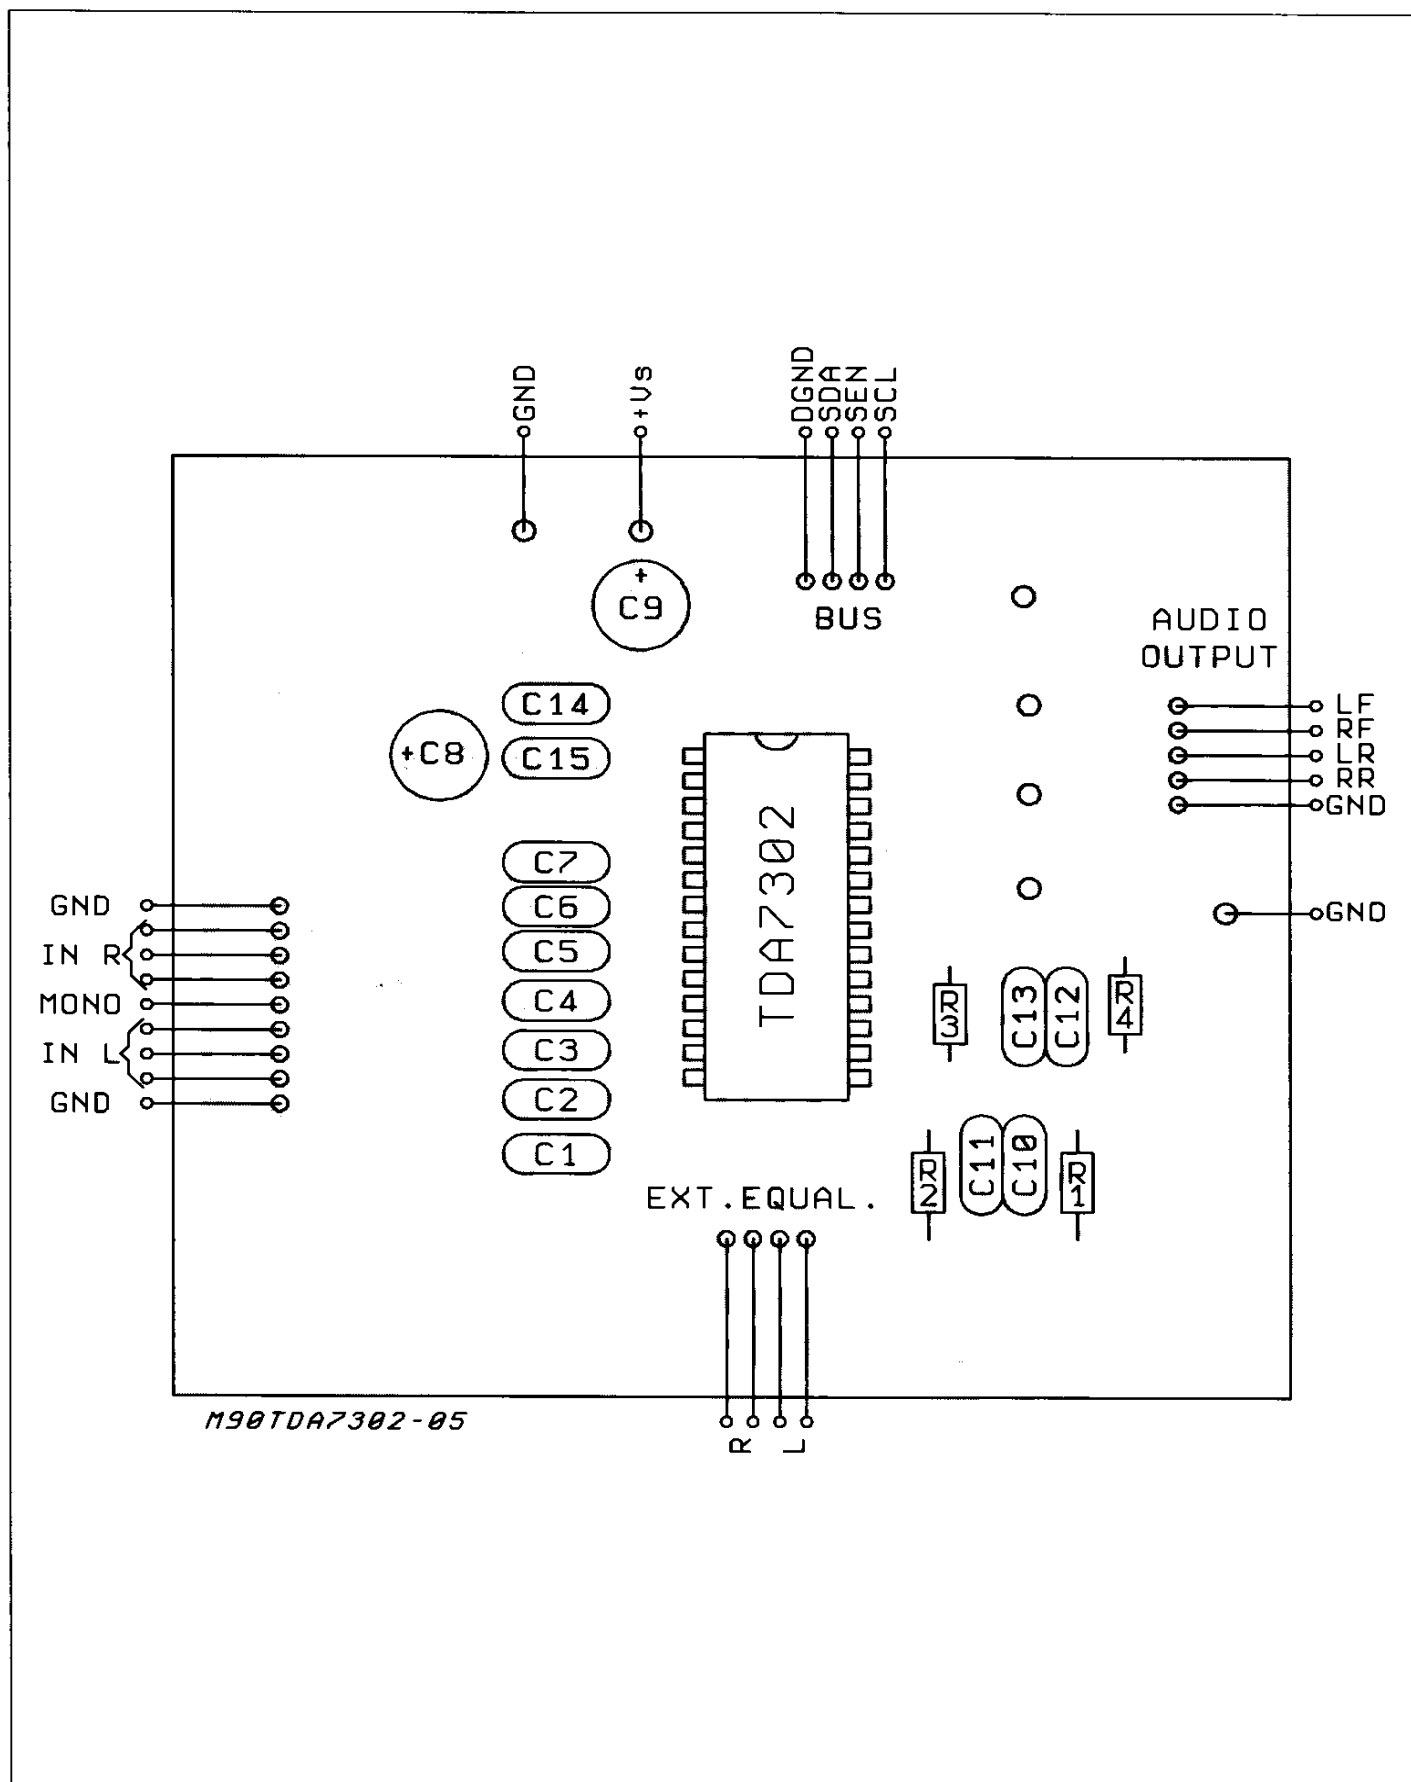 GND
+Vs
DGND
SDA
SEN
SCL
+
C9
BUS
AUDIO
OUTPUT
C14
+C8
C15
LF
RF
LR
RR
GND
TDA7302
C7
C6
C5
C4
C3
C2
C1
GND
IN R
MONO
IN L
GND
GND
R3
C13
C12
R4
R2
C11
C10
R1
EXT.EQUAL.
R
L
M90TDA7302-05